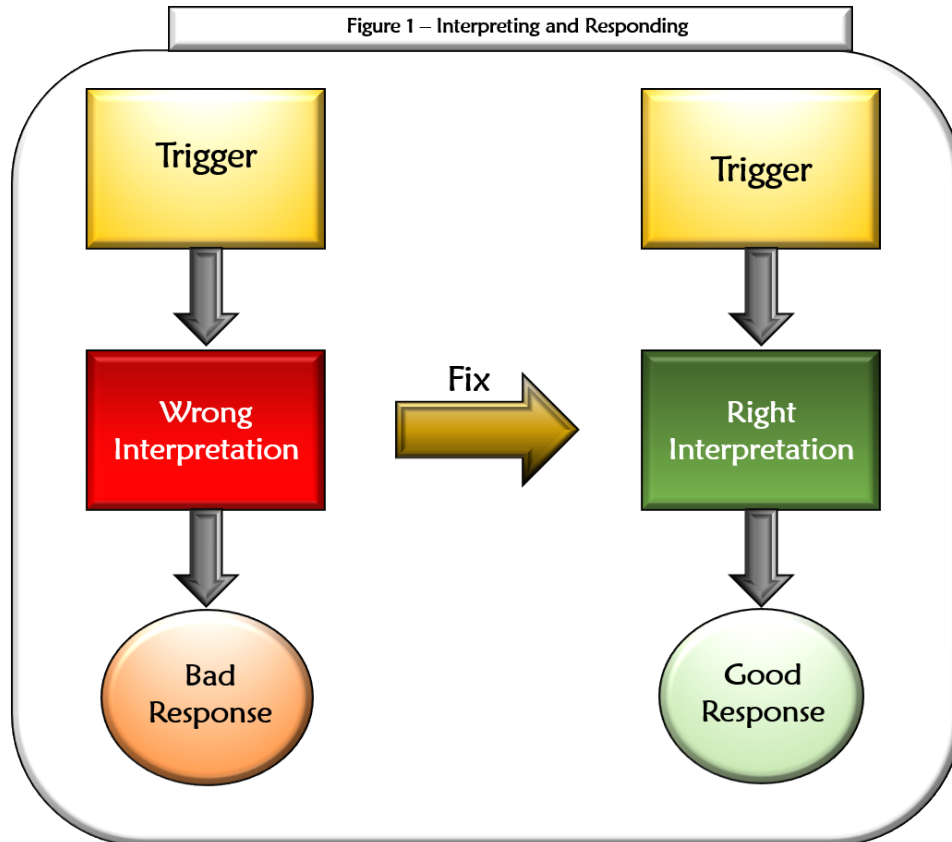 Figure 1 – Interpreting and Responding
Trigger
Wrong
Interpretation
Bad
Response
Fix
Trigger
Right
Interpretation
Good
Response